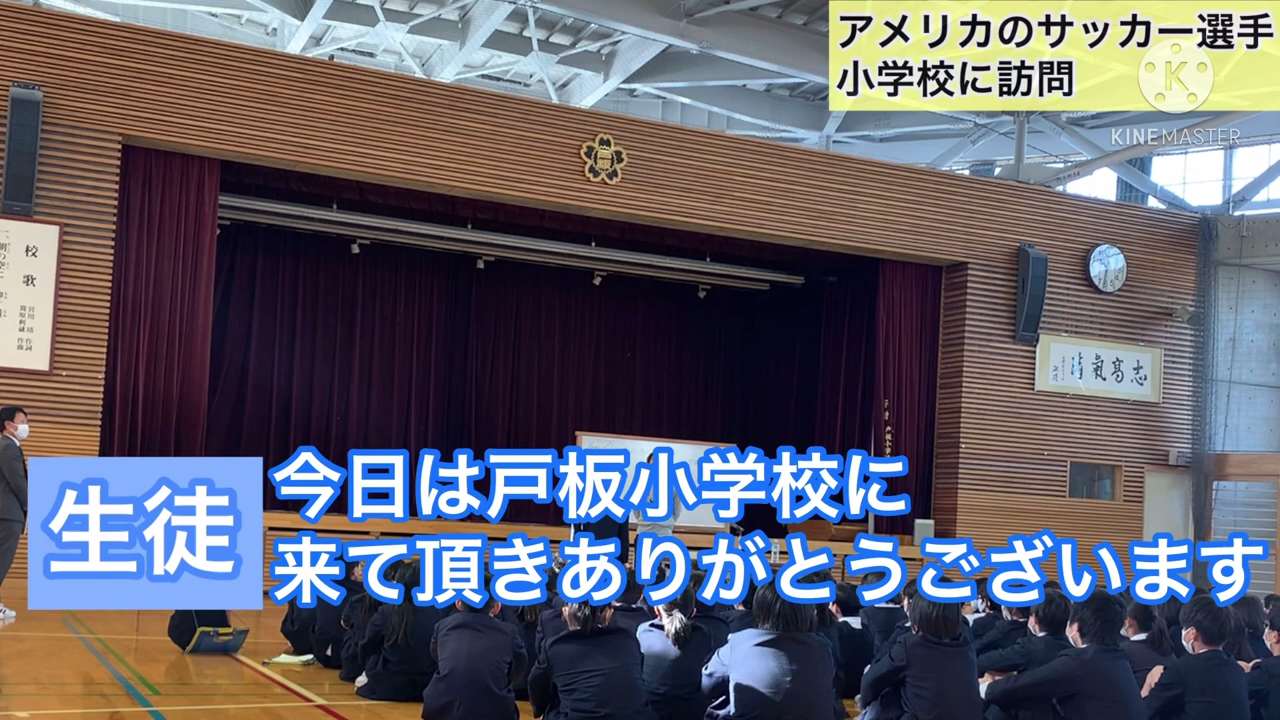 アメリカのサッカー選手
小学校に訪問
KINEMASTER
校歌
志高氣晴
生徒
今日は戸板小学校に
来て頂きありがとうございます